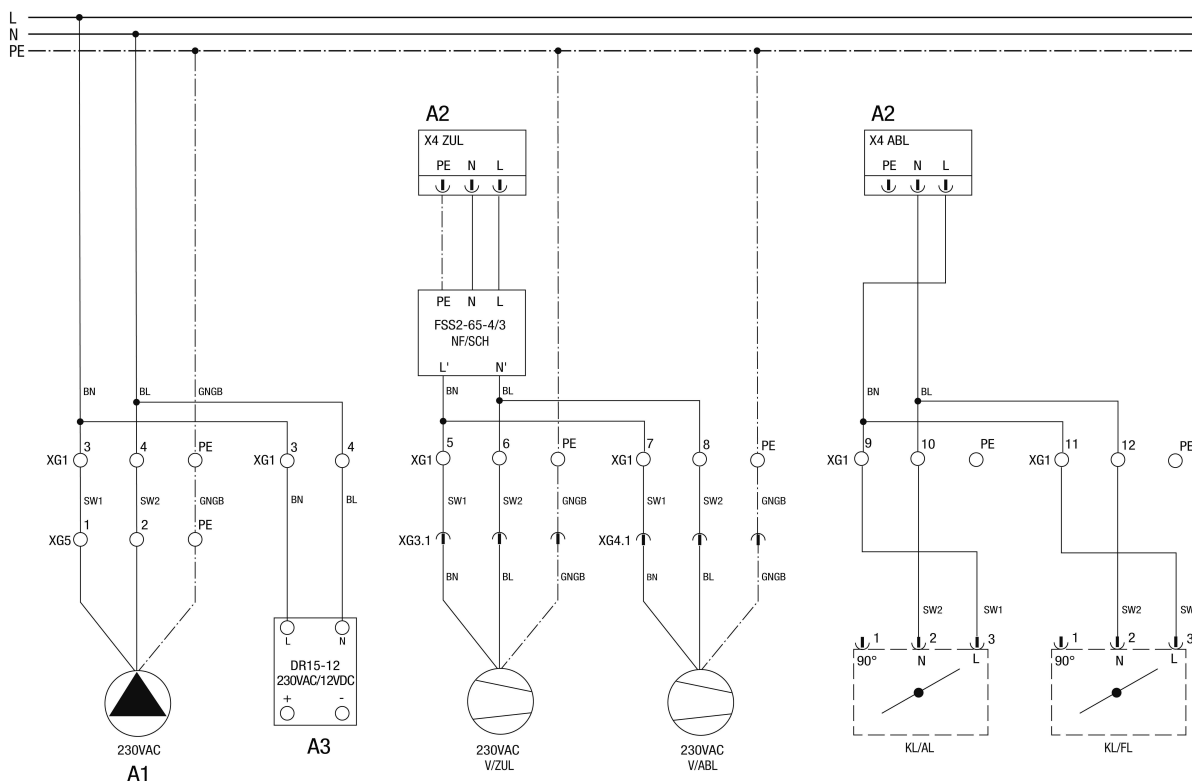 L
N
PE
A2
X4 ZUL
PE N L
A2
X4 ABL
PE N L
PE N L
FSS2-65-4/3
NF/SCH
L' N'
BN BL GNGB
BN BL
BN BL
3 4 PE 3 4
XG1 XG1
5 6 PE 7 8 PE
XG1 XG1
9 10 PE 11 12 PE
XG1 XG1
SW1 SW2 GNGB BN BL
SW1 SW2 GNGB SW1 SW2 GNGB
1 2 PE
XG5
XG3.1 XG4.1
BN BL GNGB BN BL GNGB
SW2 SW1 SW2
L N
DR15-12
230VAC/12VDC
+ -
1 2 3
90° N L
1 2 3
90° N L
230VAC
A1
A3
230VAC
V/ZUL
230VAC
V/ABL
KL/AL
KL/FL